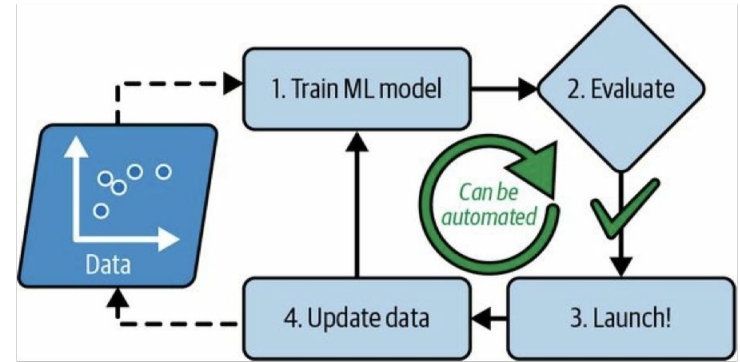 1. Train ML model
2. Evaluate
Can be
automated
Data
4. Update data
3. Launch!